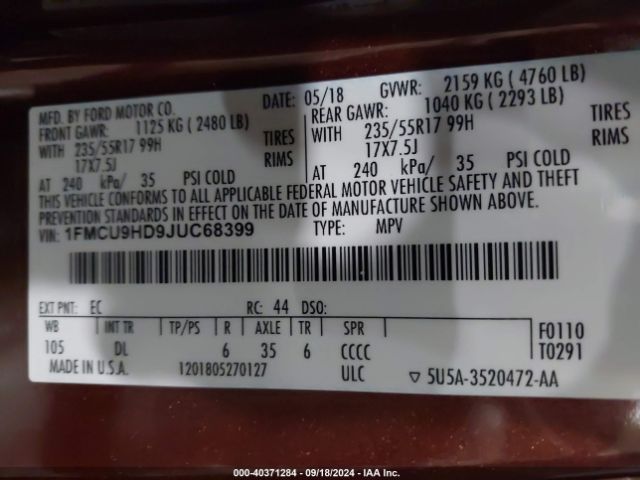 MFD. BY FORD MOTOR CO.
DATE: 05/18 GVWR: 2159 KG ( 4760 LB)
FRONT GAWR: 1125 KG ( 2480 LB)
REAR GAWR: 1040 KG ( 2293 LB)
WITH 235/55R17 99H TIRES
WITH 235/55R17 99H TIRES
17X7.5J RIMS
17X7.5J RIMS
AT 240 kPa/ 35 PSI COLD
AT 240 kPa/ 35 PSI COLD
THIS VEHICLE CONFORMS TO ALL APPLICABLE FEDERAL MOTOR VEHICLE SAFETY AND THEFT
PREVENTION STANDARDS IN EFFECT ON THE DATE OF MANUFACTURE SHOWN ABOVE.
VIN: 1FMCU9HD9JUC68399 TYPE: MPV
EXT PNT: EC RC: 44 DSO:
WB INT TR TP/PS R AXLE TR SPR
105 DL 6 35 6 CCCC
F0110
T0291
MADE IN U.S.A. 1201805270127 ULC ▽ 5U5A-3520472-AA
000-40371284 - 09/18/2024 - IAA Inc.